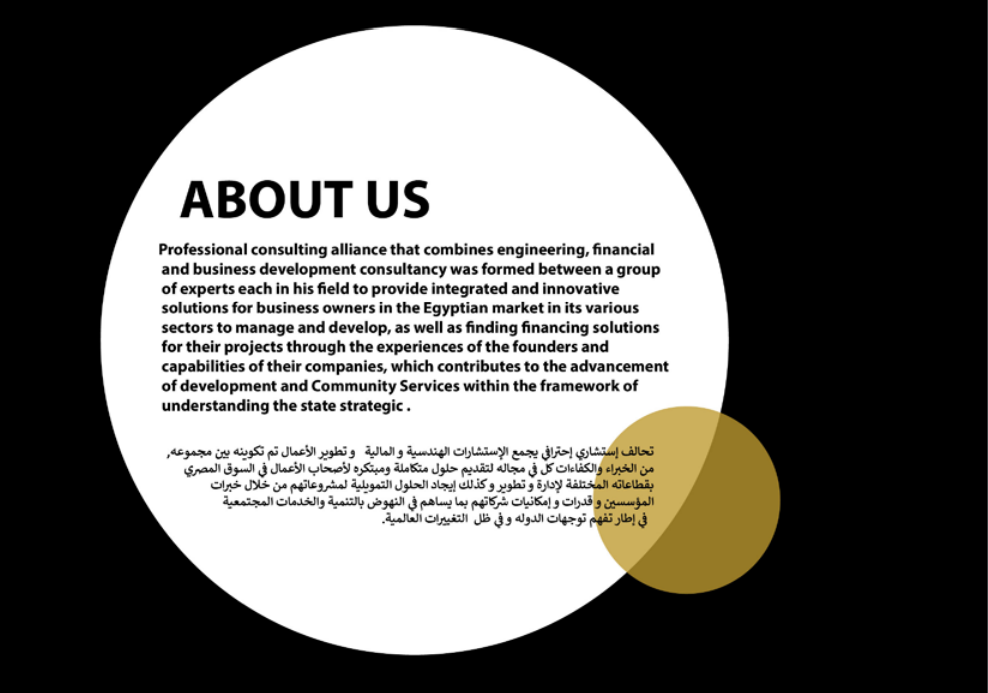 ABOUT US
Professional consulting alliance that combines engineering, financial
and business development consultancy was formed between a group
of experts each in his field to provide integrated and innovative
solutions for business owners in the Egyptian market in its various
sectors to manage and develop, as well as finding financing solutions
for their projects through the experiences of the founders and
capabilities of their companies, which contributes to the advancement
of development and Community Services within the framework of
understanding the state strategic .
تحالف إستشاري إحترافي يجمع الإستشارات الهندسية و المالية و تطوير الأعمال تم تكوينه بين مجموعه,
من الخبراء والكفاءات كل في مجاله لتقديم حلول متكاملة ومبتكره لأصحاب الأعمال في السوق المصري
بقطاعاته المختلفة لإدارة و تطوير و كذلك إيجاد الحلول التمويلية لمشروعاتهم من خلال خبرات
المؤسسين و قدرات و إمكانيات شركاتهم بما يساهم في النهوض بالتنمية والخدمات المجتمعية
في إطار تفهم توجهات الدوله و في ظل التغييرات العالمية.